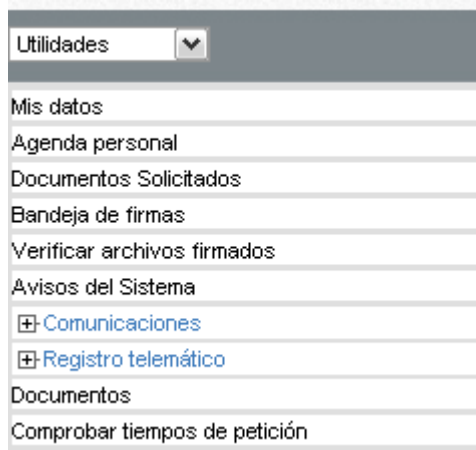 Utilidades
Mis datos
Agenda personal
Documentos Solicitados
Bandeja de firmas
Verificar archivos firmados
Avisos del Sistema
Comunicaciones
Registro telemático
Documentos
Comprobar tiempos de petición